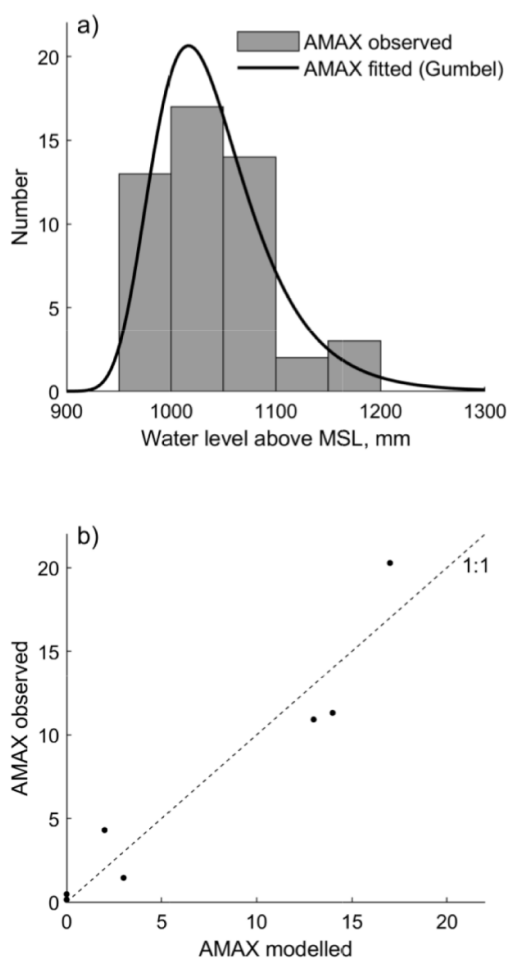 a)
AMAX observed
AMAX fitted (Gumbel)
20
15
10
5
0
Number
900 1000 1100 1200 1300
Water level above MSL, mm
b)
1:1
20
15
10
5
0
AMAX observed
0 5 10 15 20
AMAX modelled